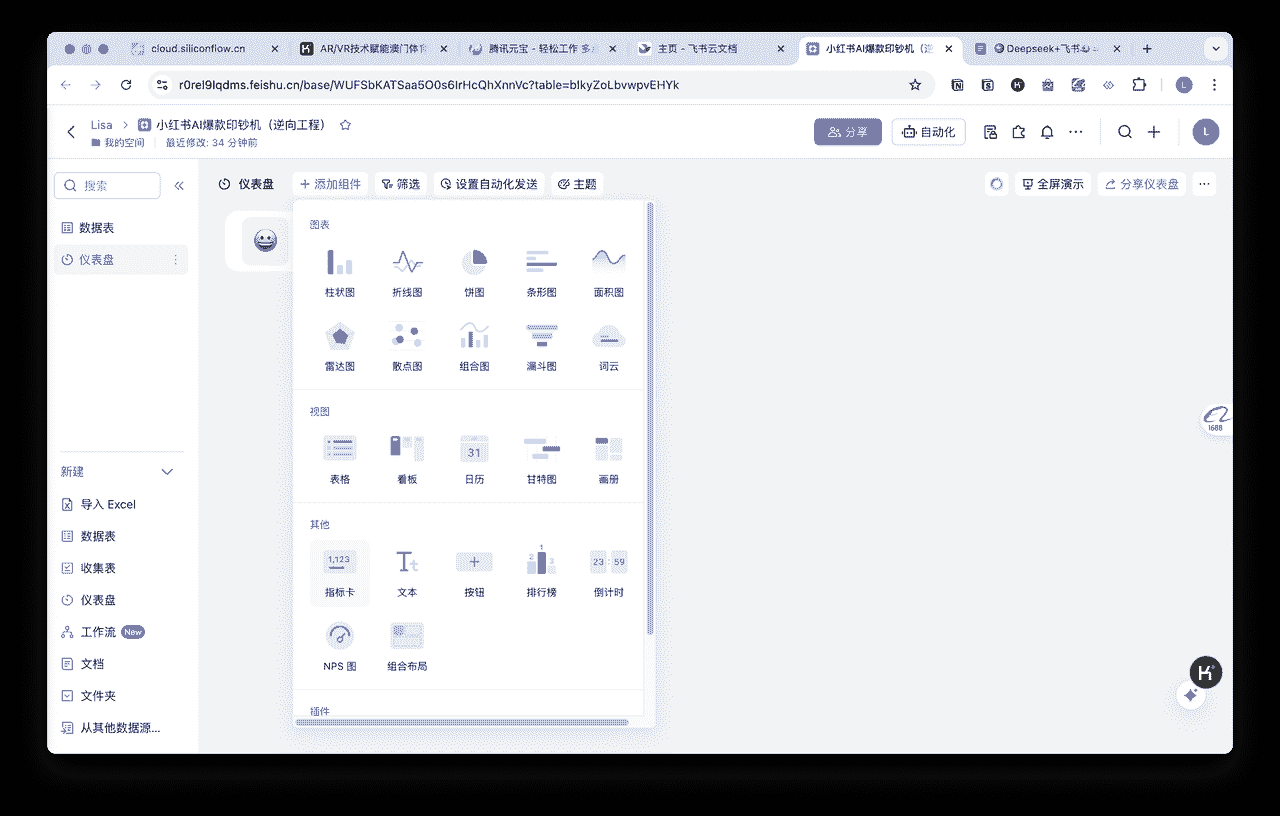 cloud.siliconflow.cn
AR/VR技术赋能澳门体
腾讯元宝 - 轻松工作 多
主页 - 飞书云文档
小红书AI爆款印钞机（逆
Deepseek+飞书
r0rel9lqdms.feishu.cn/base/WUFSbKATSaa5O0s6IrHcQhXnnVc?table=blkyZoLbvwpvEHYk
Lisa
小红书AI爆款印钞机（逆向工程）
我的空间
最近修改: 34 分钟前
分享
自动化
L
L
搜索
仪表盘
添加组件
筛选
设置自动化发送
主题
全屏演示
分享仪表盘
数据表
仪表盘
图表
柱状图
折线图
饼图
条形图
面积图
雷达图
散点图
组合图
漏斗图
词云
视图
31
表格
看板
日历
甘特图
画册
其他
1,123
Tt
2 1 3
23 : 59
指标卡
文本
按钮
排行榜
倒计时
NPS 图
组合布局
插件
新建
导入 Excel
数据表
收集表
仪表盘
工作流 New
文档
文件夹
从其他数据源...
1688
K